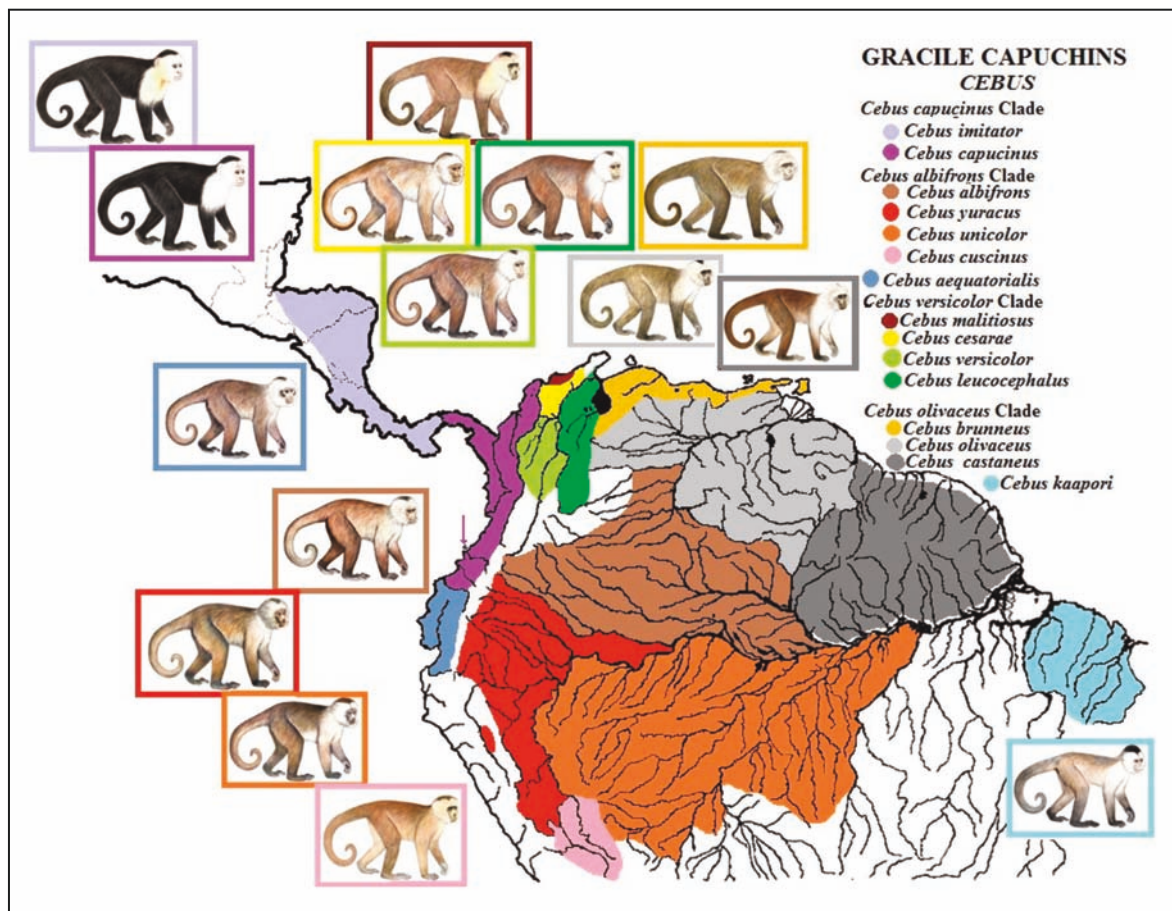 GRACILE CAPUCHINS
CEBUS
Cebus capucinus Clade
Cebus imitator
Cebus capucinus
Cebus albifrons Clade
Cebus albifrons
Cebus yuracus
Cebus unicolor
Cebus cuscinus
Cebus aequatorialis
Cebus versicolor Clade
Cebus malitiosus
Cebus cesarae
Cebus versicolor
Cebus leucocephalus
Cebus olivaceus Clade
Cebus brunneus
Cebus olivaceus
Cebus castaneus
Cebus kaapori